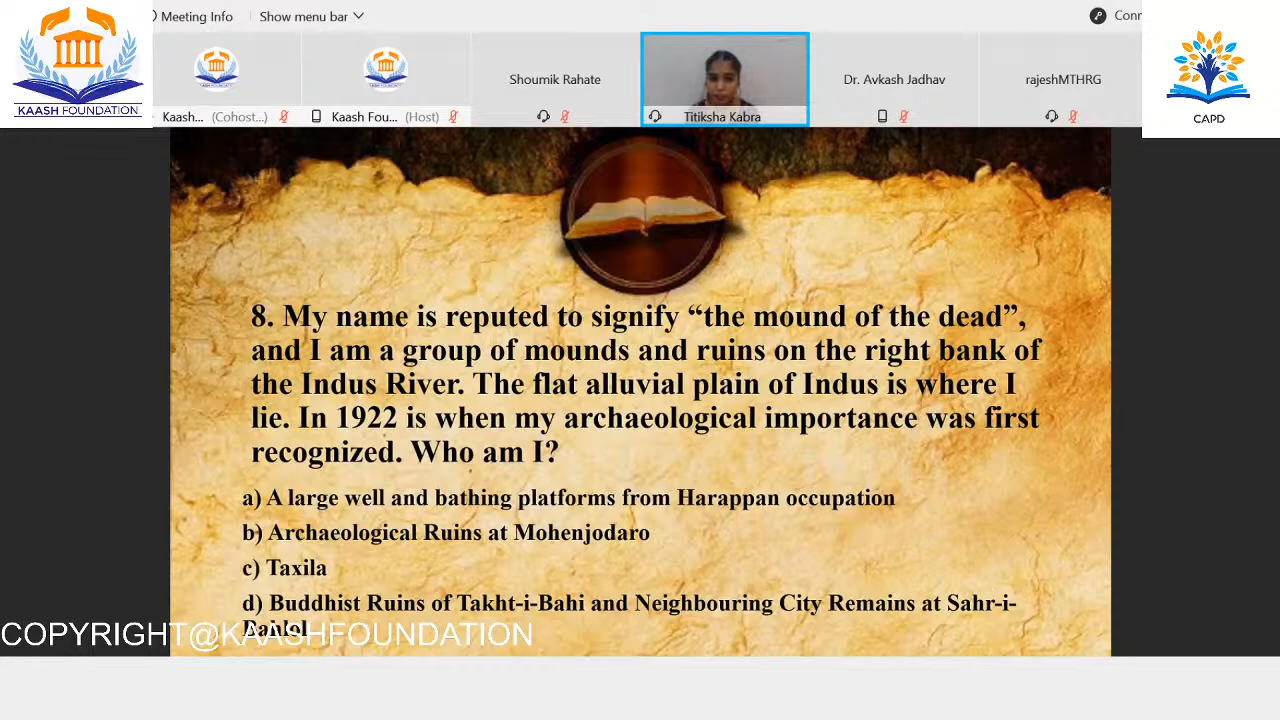 Meeting Info
Show menu bar
Conn
KAASH FOUNDATION
Kaash... (Cohost...)
Kaash Fou... (Host)
Shoumik Rahate
Titiksha Kabra
Dr. Avkash Jadhav
rajeshMTHRG
CAPD
8. My name is reputed to signify “the mound of the dead”,
and I am a group of mounds and ruins on the right bank of
the Indus River. The flat alluvial plain of Indus is where I
lie. In 1922 is when my archaeological importance was first
recognized. Who am I?
a) A large well and bathing platforms from Harappan occupation
b) Archaeological Ruins at Mohenjodaro
c) Taxila
d) Buddhist Ruins of Takht-i-Bahi and Neighbouring City Remains at Sahr-i-
COPYRIGHT@KAASHFOUNDATION